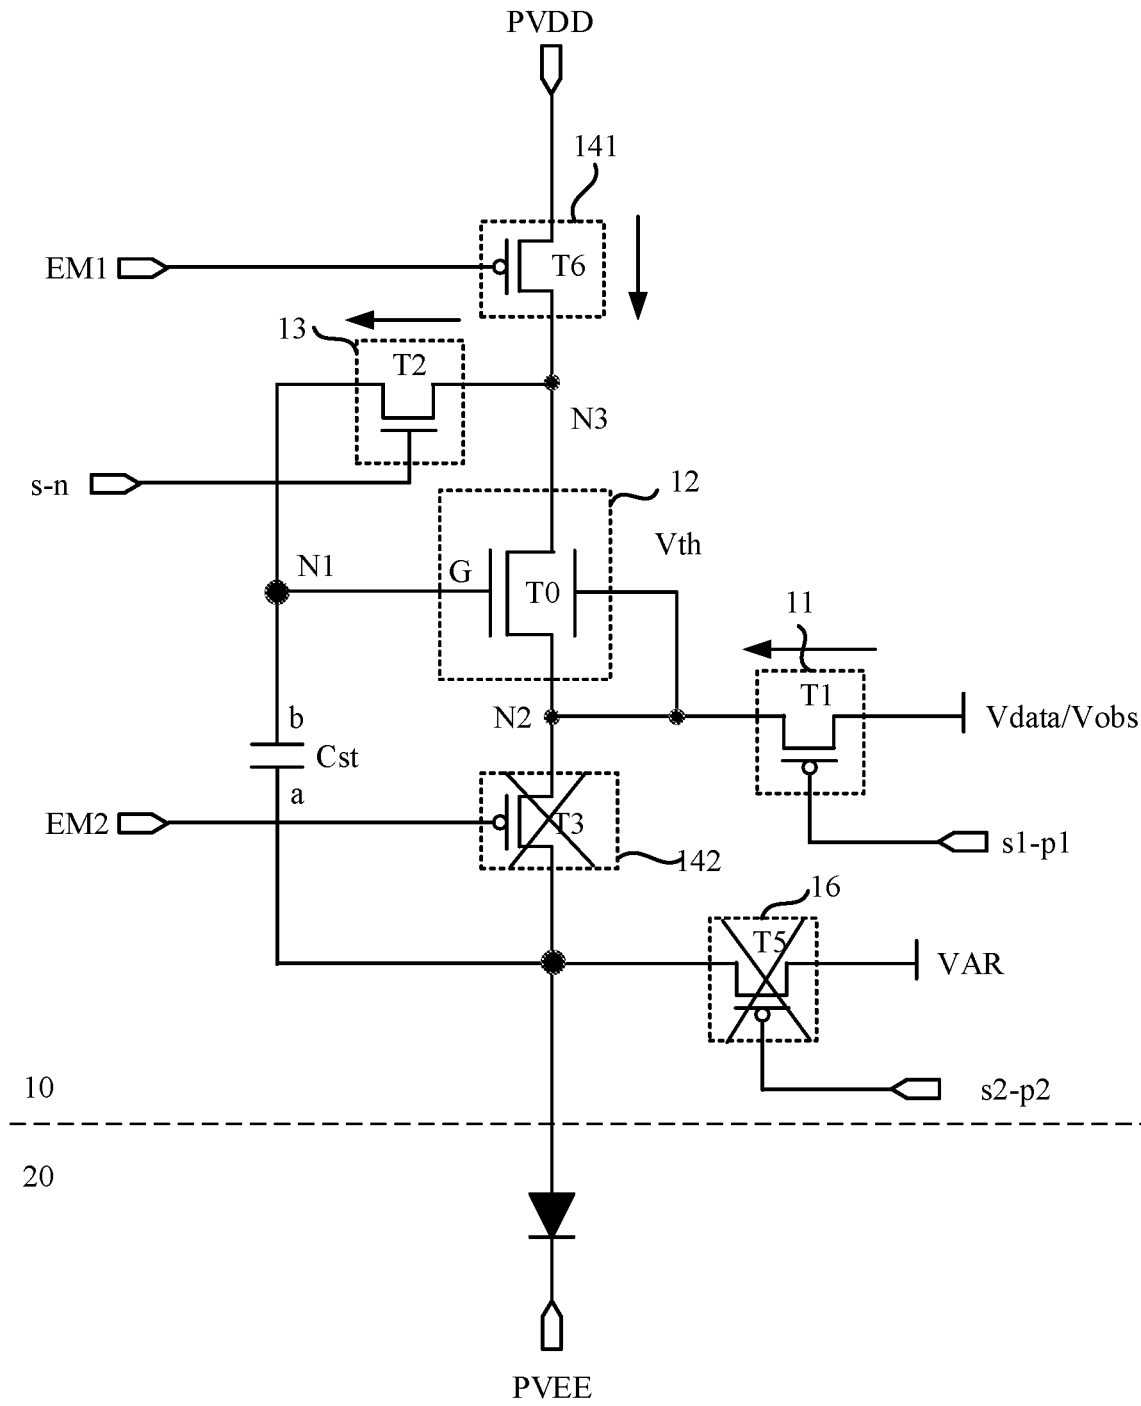 PVDD
141
EM1
T6
13
T2
N3
s-n
12
Vth
N1
G
T0
11
T1
N2
Vdata/Vobs
b
Cst
a
EM2
T3
s1-p1
142
16
T5
VAR
10
s2-p2
20
PVEE